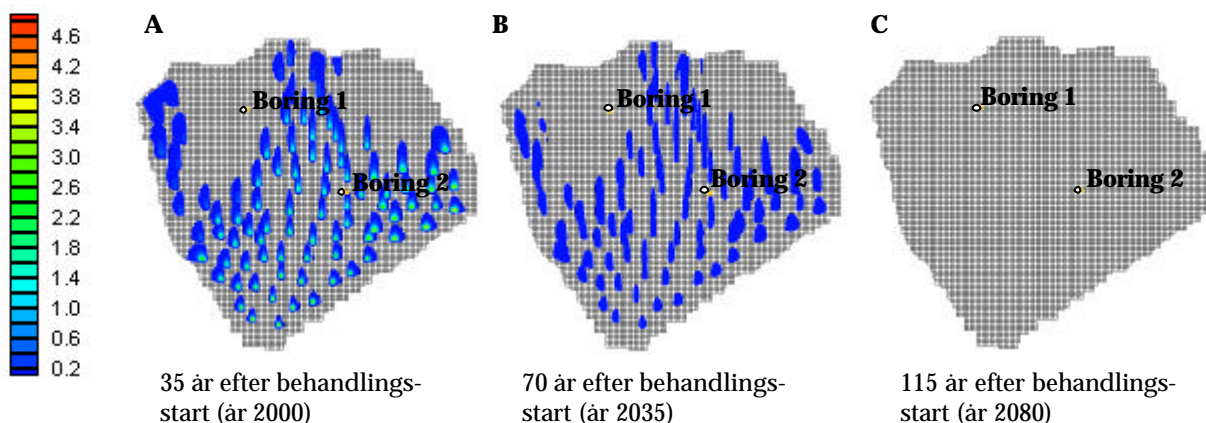 4.6
4.2
3.8
3.4
3.0
2.6
2.2
1.8
1.4
1.0
0.6
0.2
A
Boring 1
Boring 2
35 år efter behandlings-
start (år 2000)
B
Boring 1
Boring 2
70 år efter behandlings-
start (år 2035)
C
Boring 1
Boring 2
115 år efter behandlings-
start (år 2080)